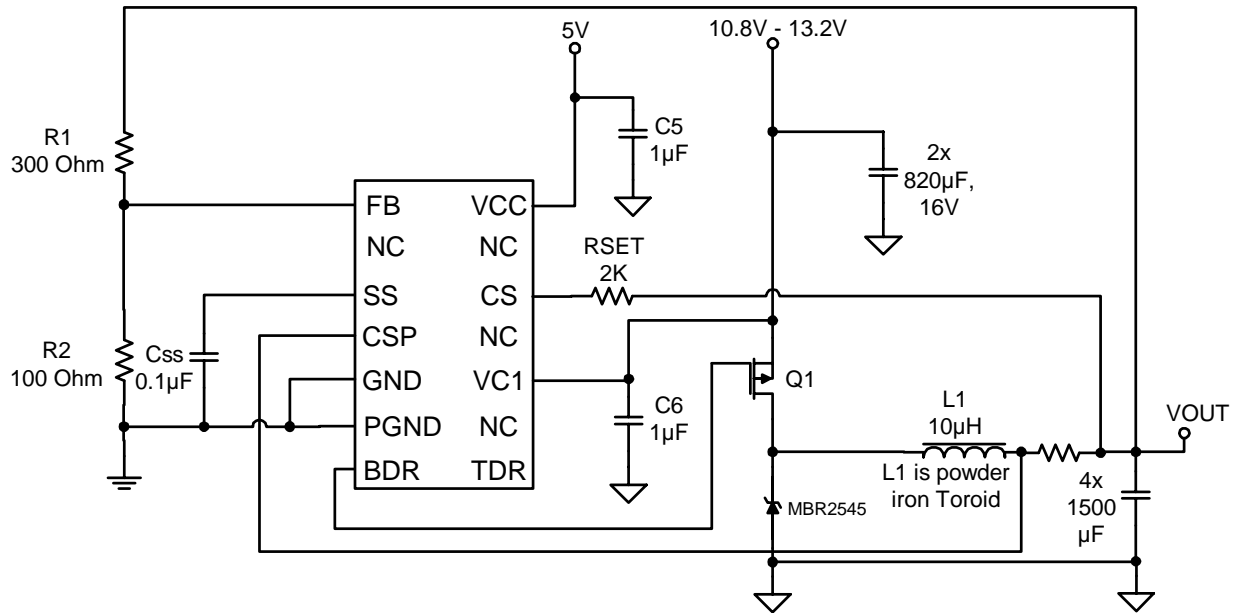 5V
10.8V - 13.2V
R1
300 Ohm
C5
1µF
2x
820µF,
16V
FB
VCC
NC
NC
RSET
2K
SS
CS
CSP
NC
R2
100 Ohm
Css
0.1µF
GND
VC1
Q1
PGND
NC
C6
1µF
L1
10µH
VOUT
BDR
TDR
L1 is powder
iron Toroid
MBR2545
4x
1500
µF